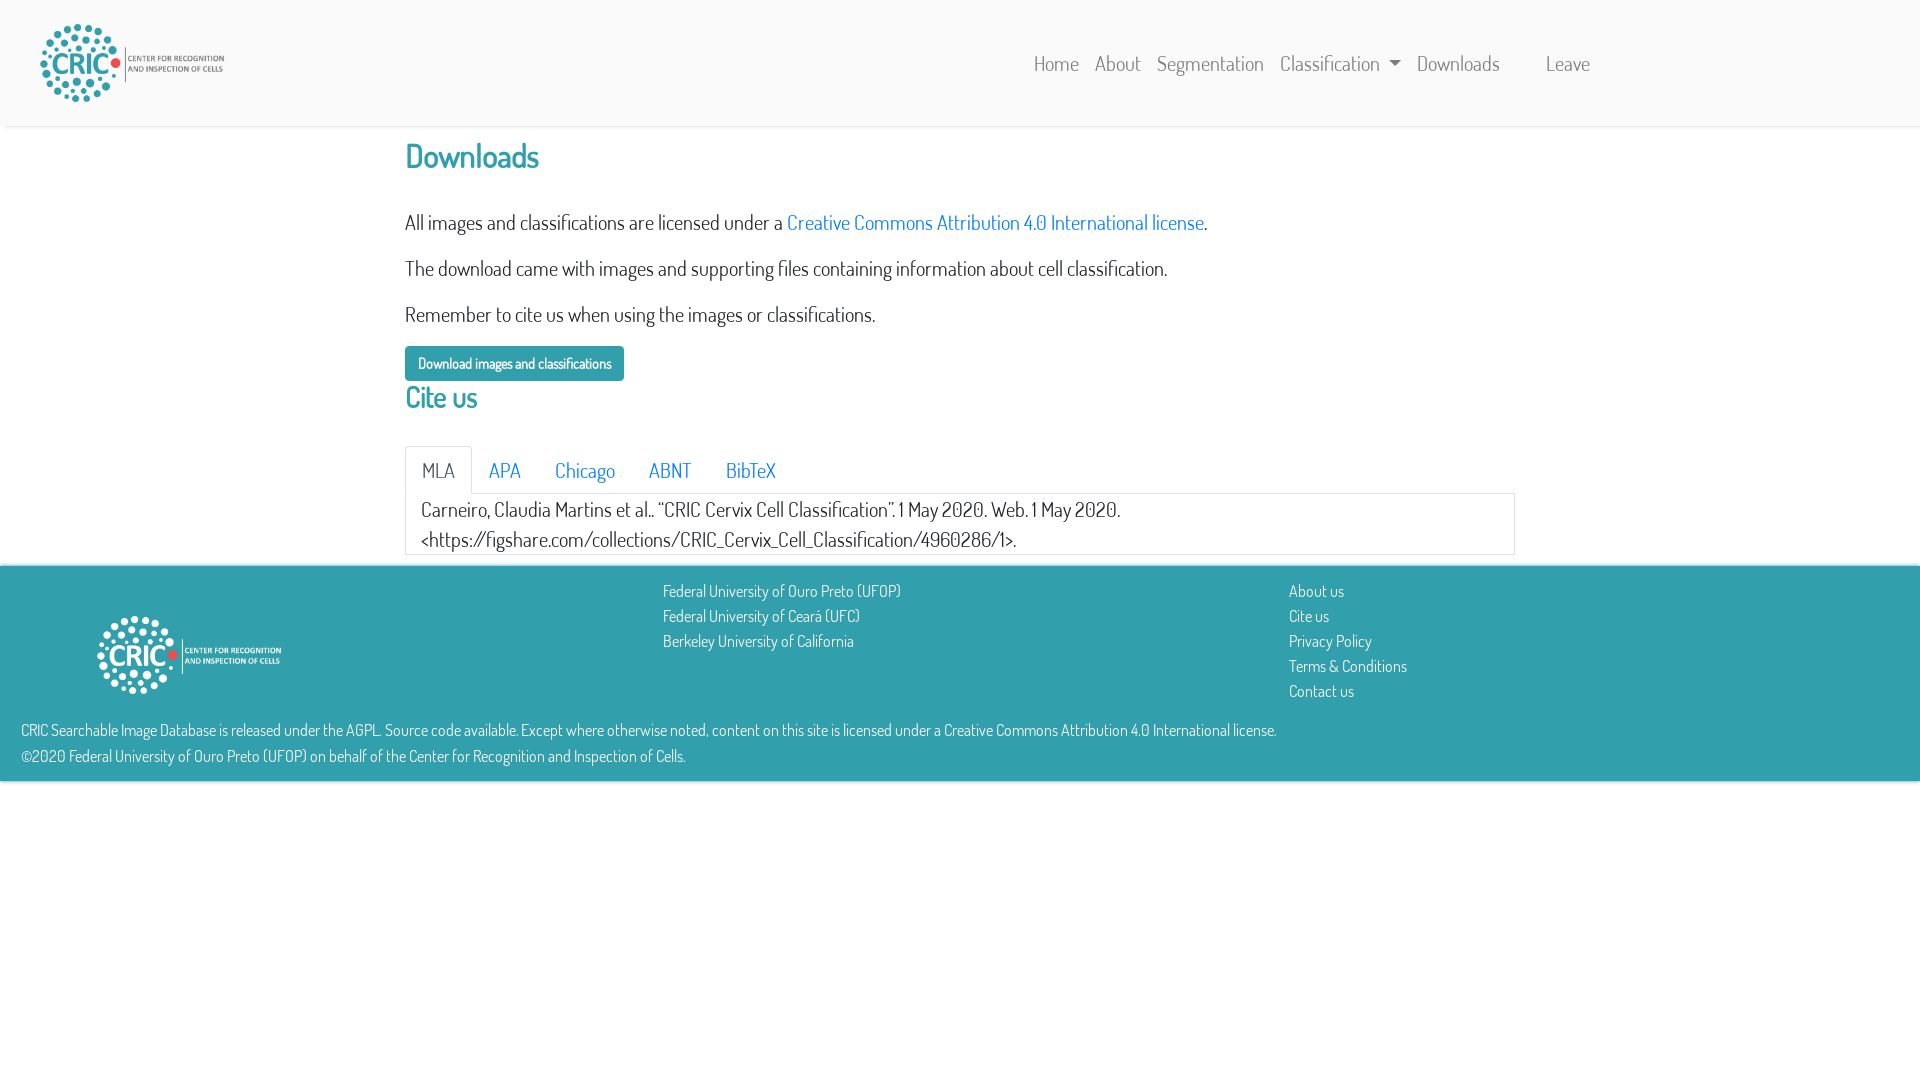 CRIC
CENTER FOR RECOGNITION
AND INSPECTION OF CELLS
Home About Segmentation Classification Downloads Leave
Downloads
All images and classifications are licensed under a Creative Commons Attribution 4.0 International license.
The download came with images and supporting files containing information about cell classification.
Remember to cite us when using the images or classifications.
Download images and classifications
Cite us
MLA APA Chicago ABNT BibTeX
Carneiro, Claudia Martins et al.. “CRIC Cervix Cell Classification”. 1 May 2020. Web. 1 May 2020.
<https://figshare.com/collections/CRIC_Cervix_Cell_Classification/4960286/1>.
CRIC
CENTER FOR RECOGNITION
AND INSPECTION OF CELLS
Federal University of Ouro Preto (UFOP)
Federal University of Ceará (UFC)
Berkeley University of California
About us
Cite us
Privacy Policy
Terms & Conditions
Contact us
CRIC Searchable Image Database is released under the AGPL. Source code available. Except where otherwise noted, content on this site is licensed under a Creative Commons Attribution 4.0 International license.
©2020 Federal University of Ouro Preto (UFOP) on behalf of the Center for Recognition and Inspection of Cells.